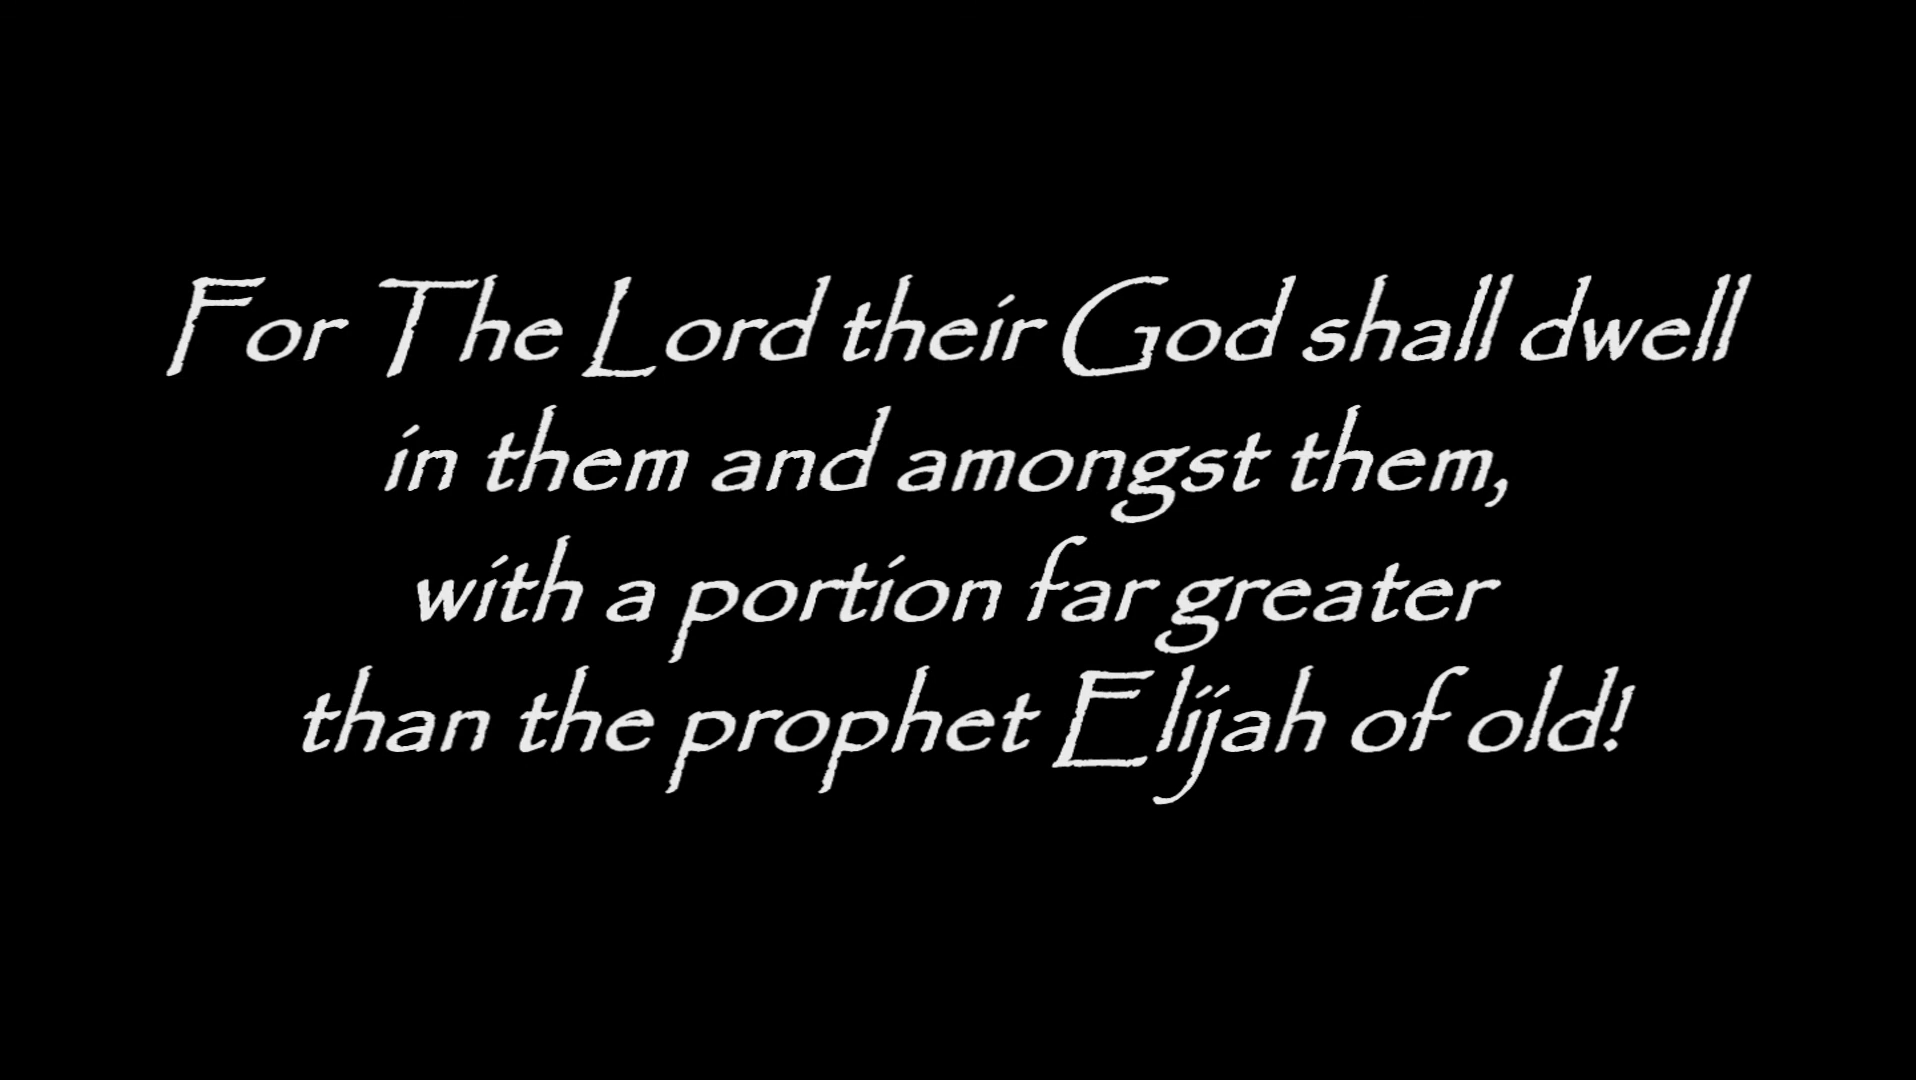 For The Lord their God shall dwell
in them and amongst them,
with a portion far greater
than the prophet Elijah of old!